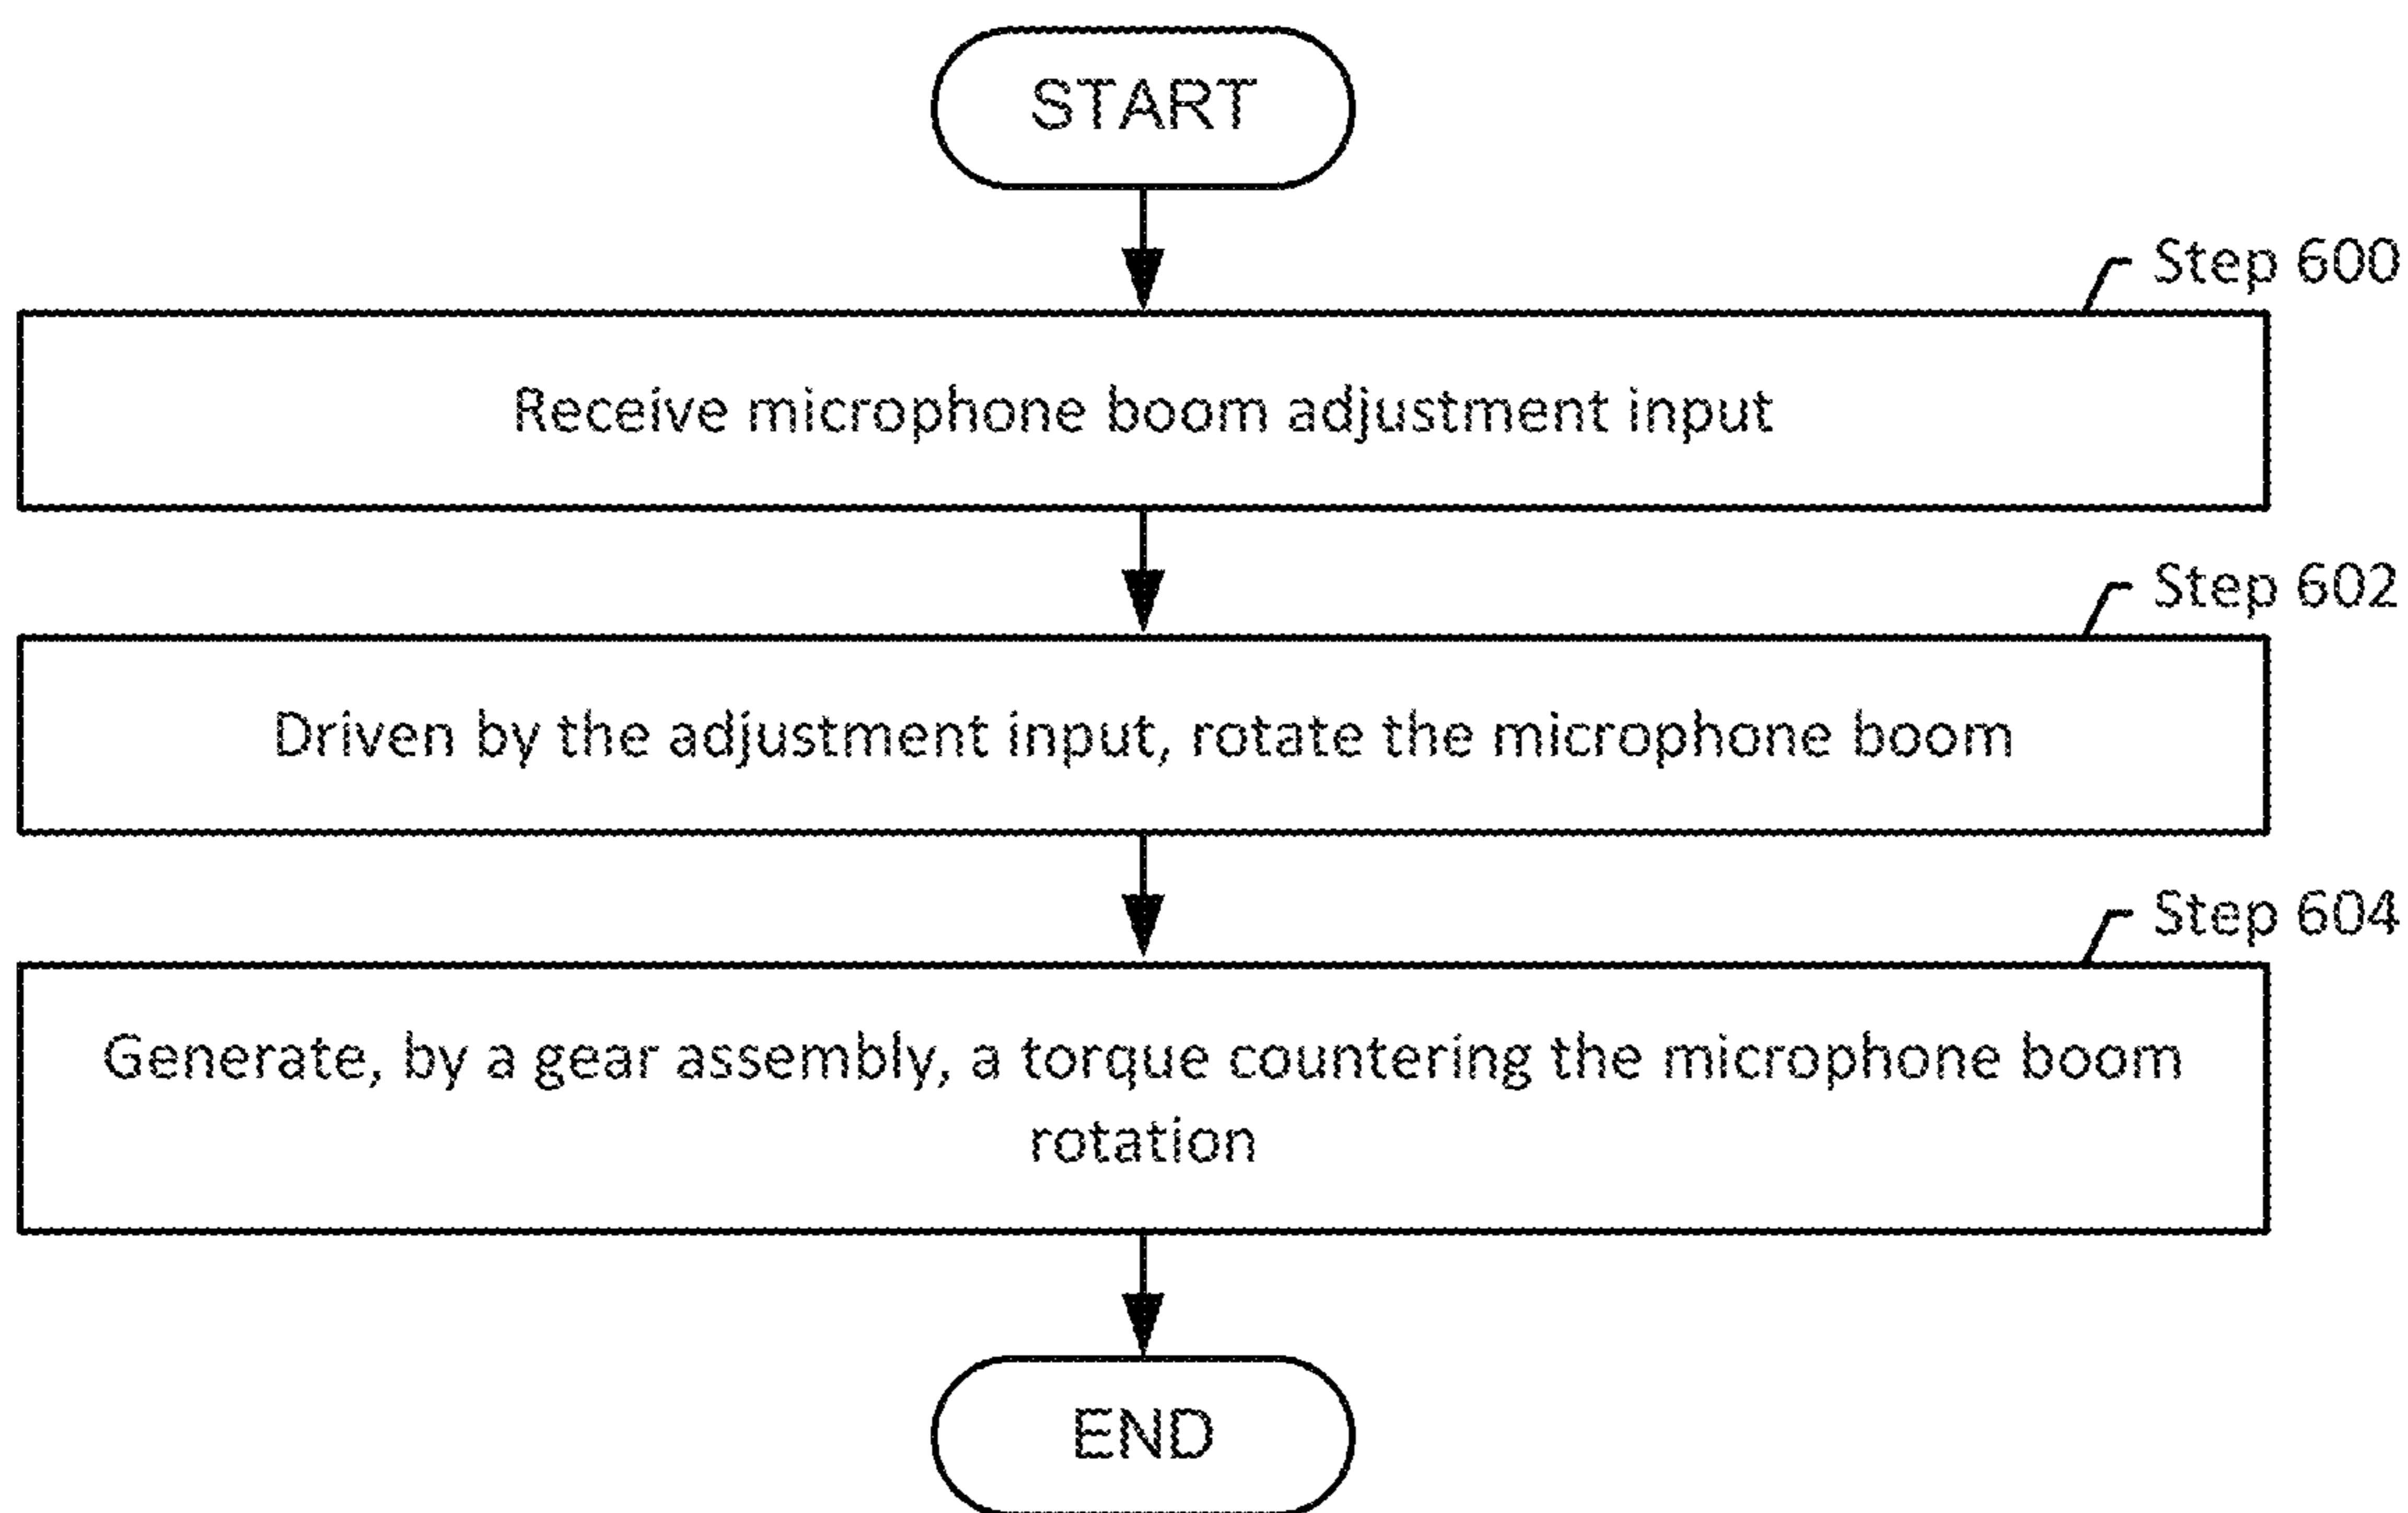 START
Step 600
Receive microphone boom adjustment input
Step 602
Driven by the adjustment input, rotate the microphone boom
Step 604
Generate, by a gear assembly, a torque countering the microphone boom
rotation
END